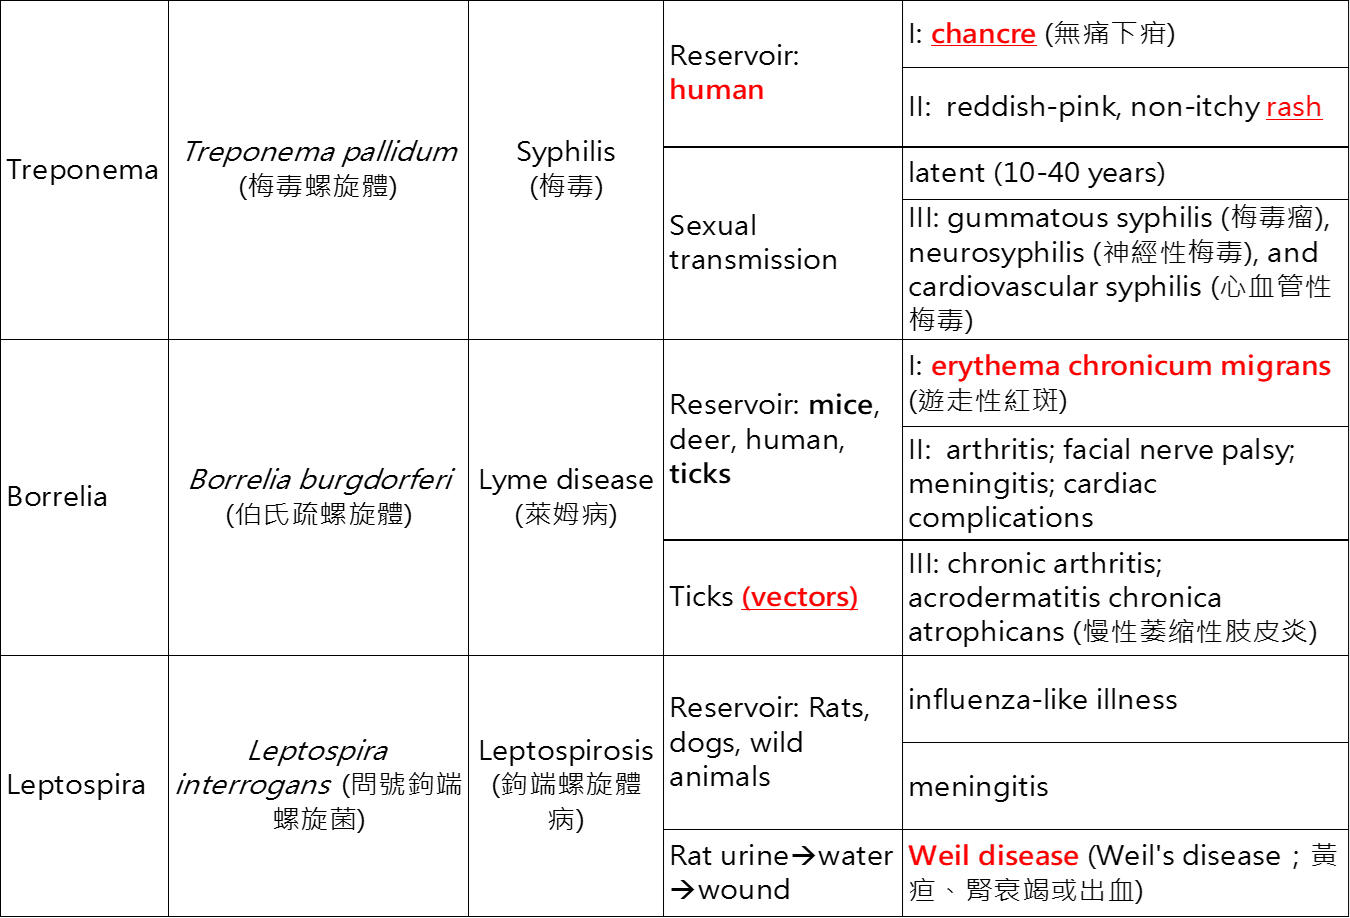 Treponema
Treponema pallidum
(梅毒螺旋體)
Syphilis
(梅毒)
Reservoir:
human
I: chancre (無痛下疳)
II:  reddish-pink, non-itchy rash
Sexual
transmission
latent (10-40 years)
III: gummatous syphilis (梅毒瘤),
neurosyphilis (神經性梅毒), and
cardiovascular syphilis (心血管性
梅毒)
Borrelia
Borrelia burgdorferi
(伯氏疏螺旋體)
Lyme disease
(萊姆病)
Reservoir: mice,
deer, human,
ticks
I: erythema chronicum migrans
(遊走性紅斑)
II:  arthritis; facial nerve palsy;
meningitis; cardiac
complications
Ticks (vectors)
III: chronic arthritis;
acrodermatitis chronica
atrophicans (慢性萎缩性肢皮炎)
Leptospira
Leptospira
interrogans (問號鉤端
螺旋菌)
Leptospirosis
(鉤端螺旋體
病)
Reservoir: Rats,
dogs, wild
animals
influenza-like illness
meningitis
Rat urine→water
→wound
Weil disease (Weil's disease；黃
疸、腎衰竭或出血)